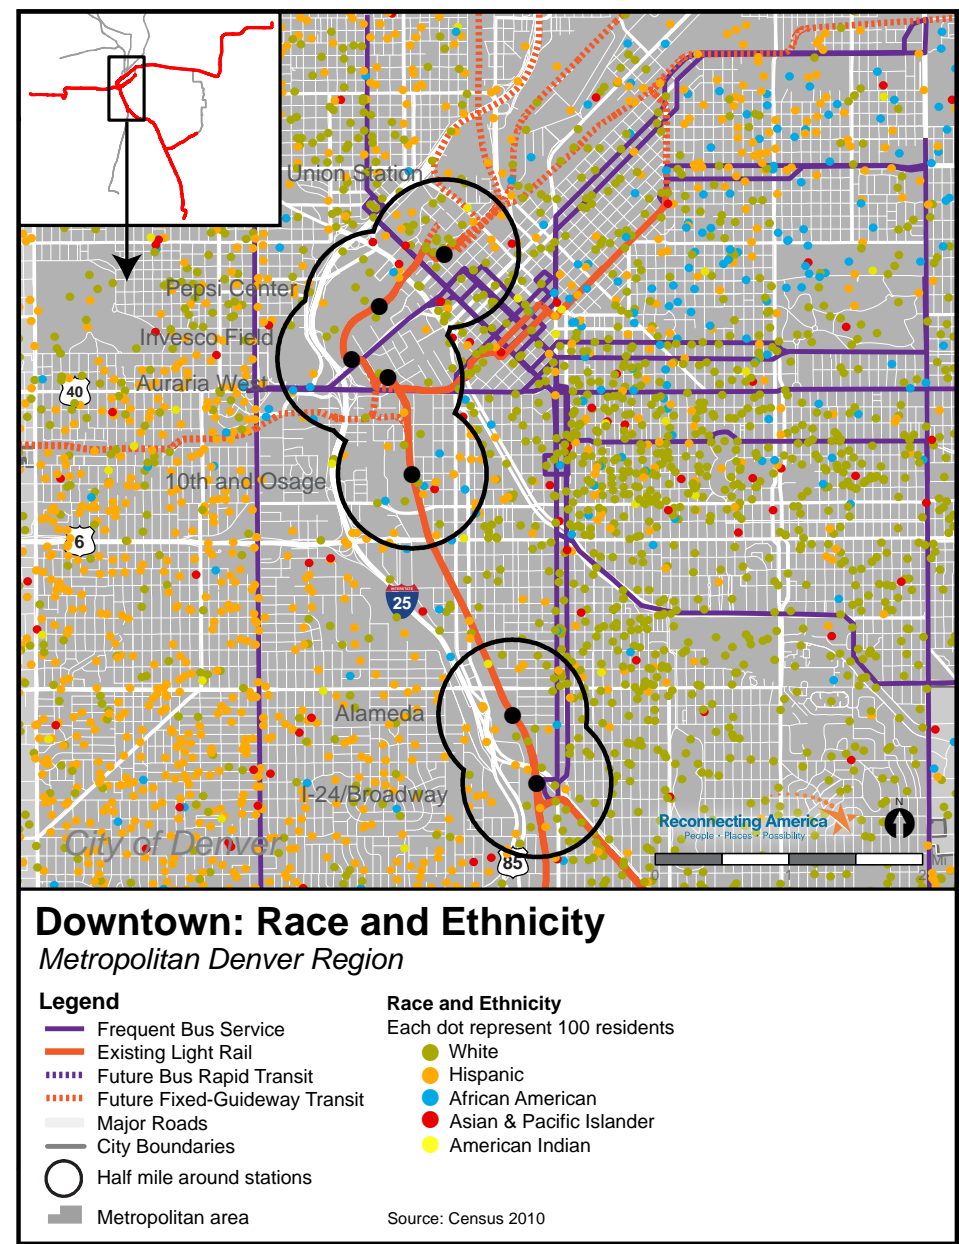 Union Station
Pepsi Center
Invesco Field
Auraria West
40
10th and Osage
6
INTERSTATE
25
Alameda
I-24/Broadway
City of Denver
Reconnecting America
People • Places • Possibility
N
85
MI
0
1
2
Downtown: Race and Ethnicity
Metropolitan Denver Region
Legend
Frequent Bus Service
Existing Light Rail
Future Bus Rapid Transit
Future Fixed-Guideway Transit
Major Roads
City Boundaries
Half mile around stations
Metropolitan area
Race and Ethnicity
Each dot represent 100 residents
White
Hispanic
African American
Asian & Pacific Islander
American Indian
Source: Census 2010